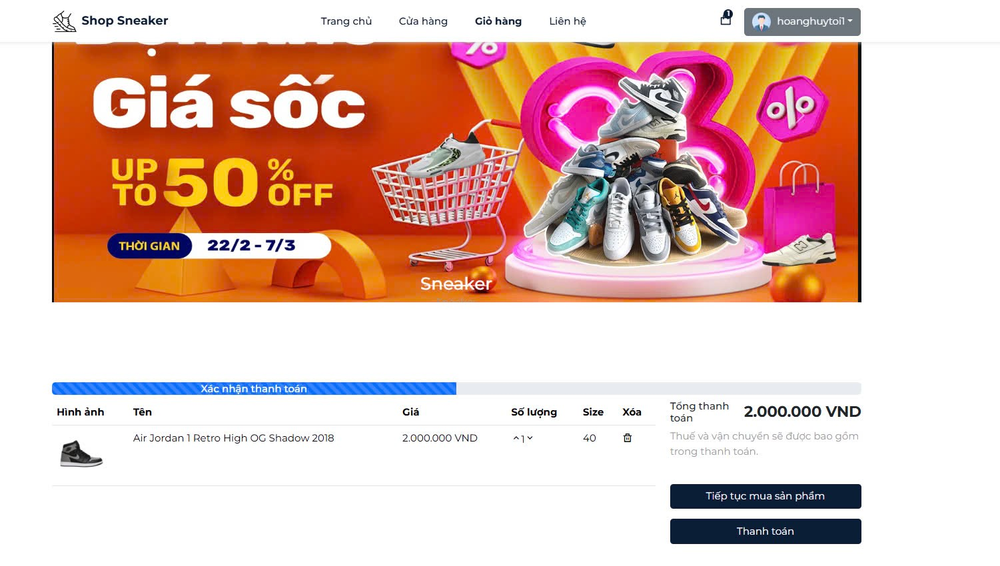 Shop Sneaker
Trang chủ
Cửa hàng
Giỏ hàng
Liên hệ
1
hoanghuytoi1
Giá sốc
%
UP TO 50% OFF
THỜI GIAN 22/2 - 7/3
Sneaker
Xác nhận thanh toán
Hình ảnh Tên Giá Số lượng Size Xóa
Air Jordan 1 Retro High OG Shadow 2018 2.000.000 VND 1 40
Tổng thanh
toán
2.000.000 VND
Thuế và vận chuyển sẽ được bao gồm
trong thanh toán.
Tiếp tục mua sản phẩm
Thanh toán